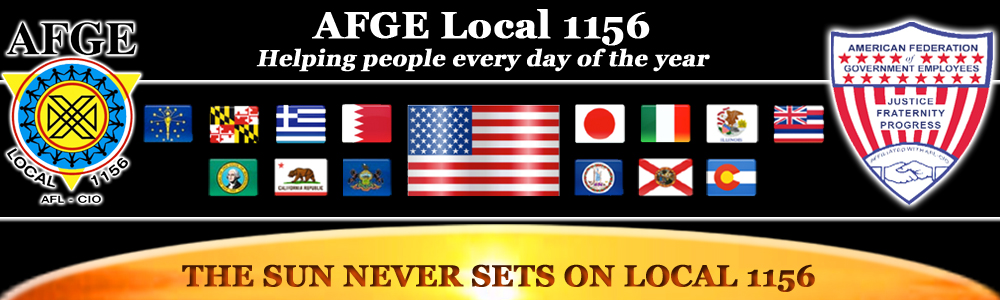 AFGE
LOCAL 1156
AFL - CIO
AFGE Local 1156
Helping people every day of the year
CALIFORNIA REPUBLIC
ILLINOIS
AMERICAN FEDERATION
of
GOVERNMENT EMPLOYEES
JUSTICE
FRATERNITY
PROGRESS
AFFILIATED WITH AFL-CIO
THE SUN NEVER SETS ON LOCAL 1156